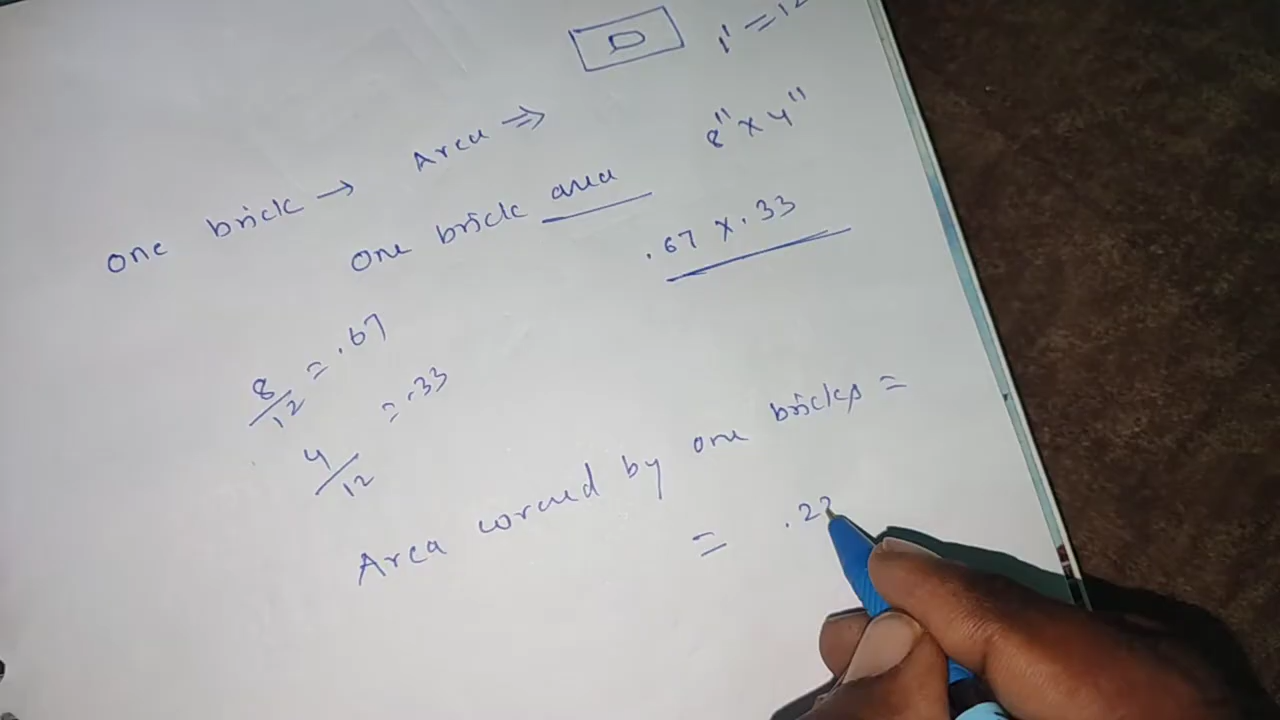 D
1' = 12
Area ⇒
8" x 4"
One brick →
One brick area
.67 x .33
8/12 = .67
4/12 = .33
Area covered by one bricks =
= .22